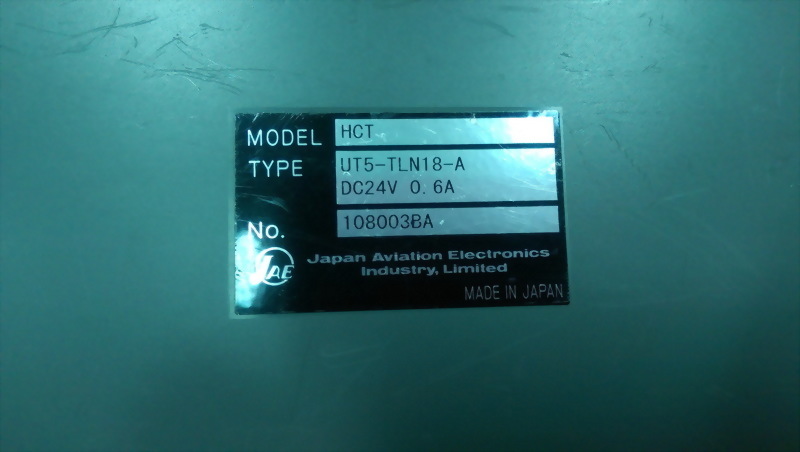 MODEL HCT
TYPE UT5-TLN18-A
DC24V 0.6A
No. 108003BA
JAE Japan Aviation Electronics
Industry, Limited
MADE IN JAPAN